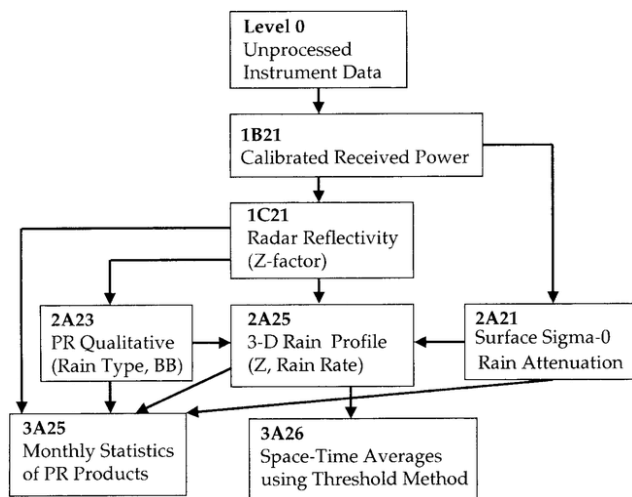 Level 0
Unprocessed
Instrument Data
1B21
Calibrated Received Power
1C21
Radar Reflectivity
(Z-factor)
2A23
PR Qualitative
(Rain Type, BB)
2A25
3-D Rain Profile
(Z, Rain Rate)
2A21
Surface Sigma-0
Rain Attenuation
3A25
Monthly Statistics
of PR Products
3A26
Space-Time Averages
using Threshold Method